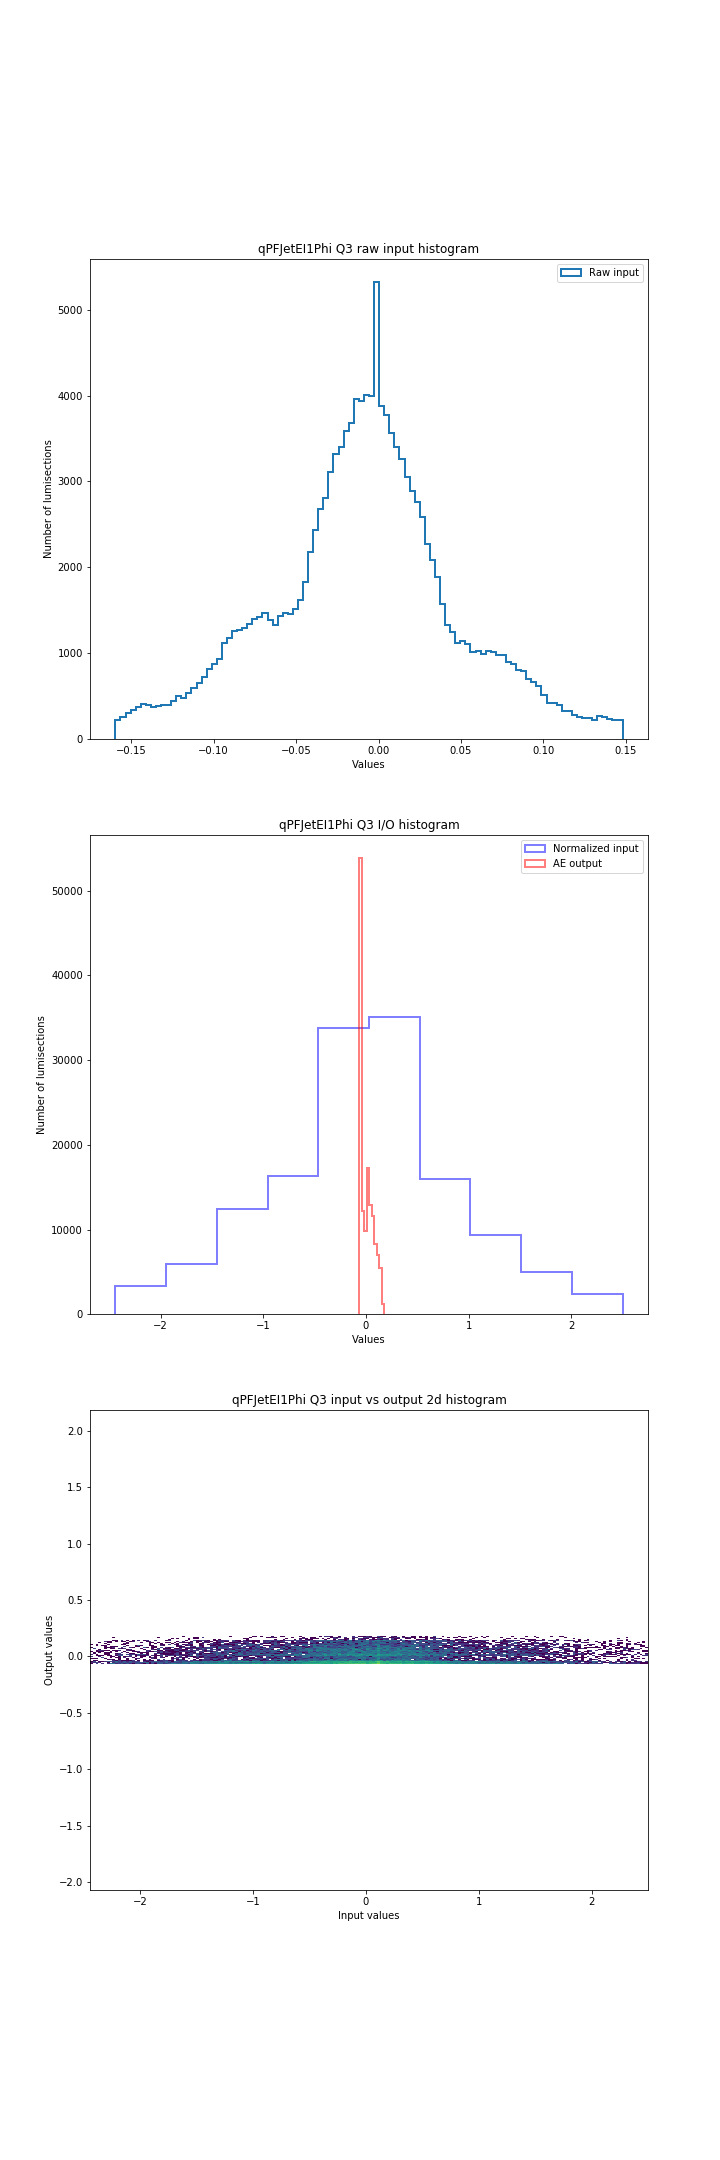 qPFJetEI1Phi Q3 raw input histogram
Raw input
5000
4000
3000
2000
1000
0
Number of lumisections
−0.15 −0.10 −0.05 0.00 0.05 0.10 0.15
Values
qPFJetEI1Phi Q3 I/O histogram
Normalized input
AE output
50000
40000
30000
20000
10000
0
Number of lumisections
−2 −1 0 1 2
Values
qPFJetEI1Phi Q3 input vs output 2d histogram
2.0
1.5
1.0
0.5
0.0
−0.5
−1.0
−1.5
−2.0
Output values
−2 −1 0 1 2
Input values